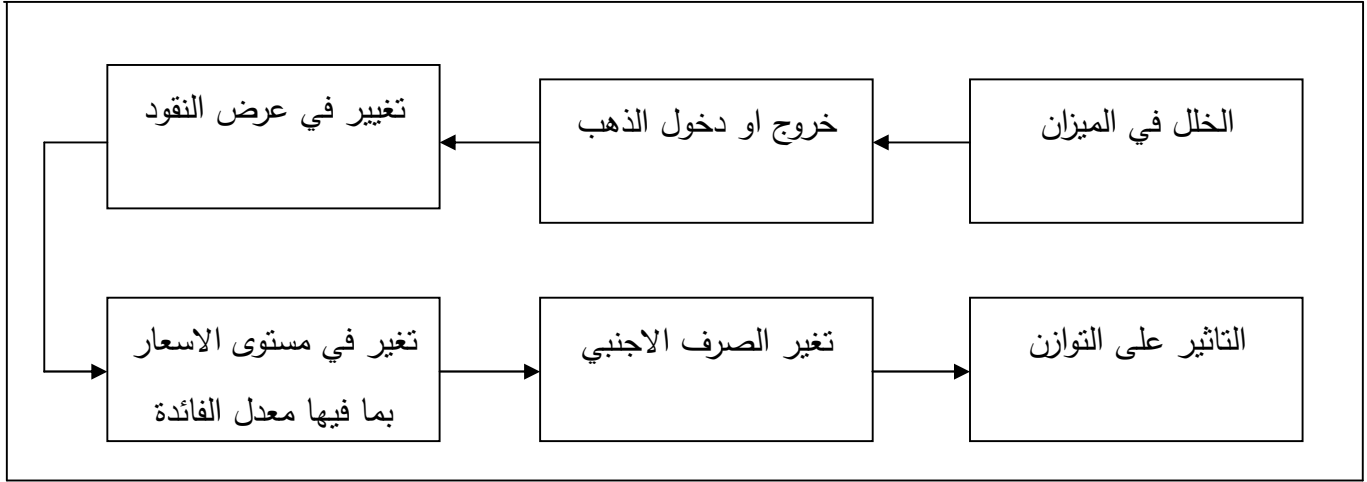 الخلل في الميزان
خروج او دخول الذهب
تغيير في عرض النقود
تغير في مستوى الاسعار
بما فيها معدل الفائدة
تغير الصرف الاجنبي
التاثير على التوازن